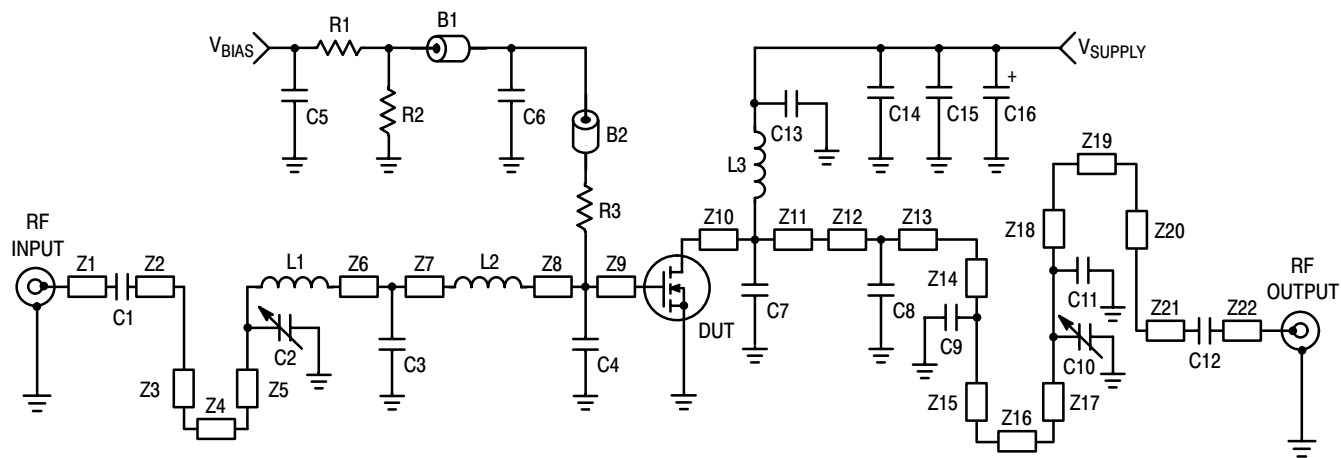 B1
R1
V_BIAS
V_SUPPLY
+
C5
R2
C6
C14
C15
C16
C13
B2
Z19
L3
R3
RF
INPUT
Z18
Z20
Z10
Z11
Z12
Z13
Z1
Z2
L1
Z6
Z7
L2
Z8
Z9
Z14
C11
RF
OUTPUT
C1
C2
DUT
C7
C8
C9
Z21
Z22
C3
C4
C10
C12
Z3
Z4
Z5
Z15
Z16
Z17